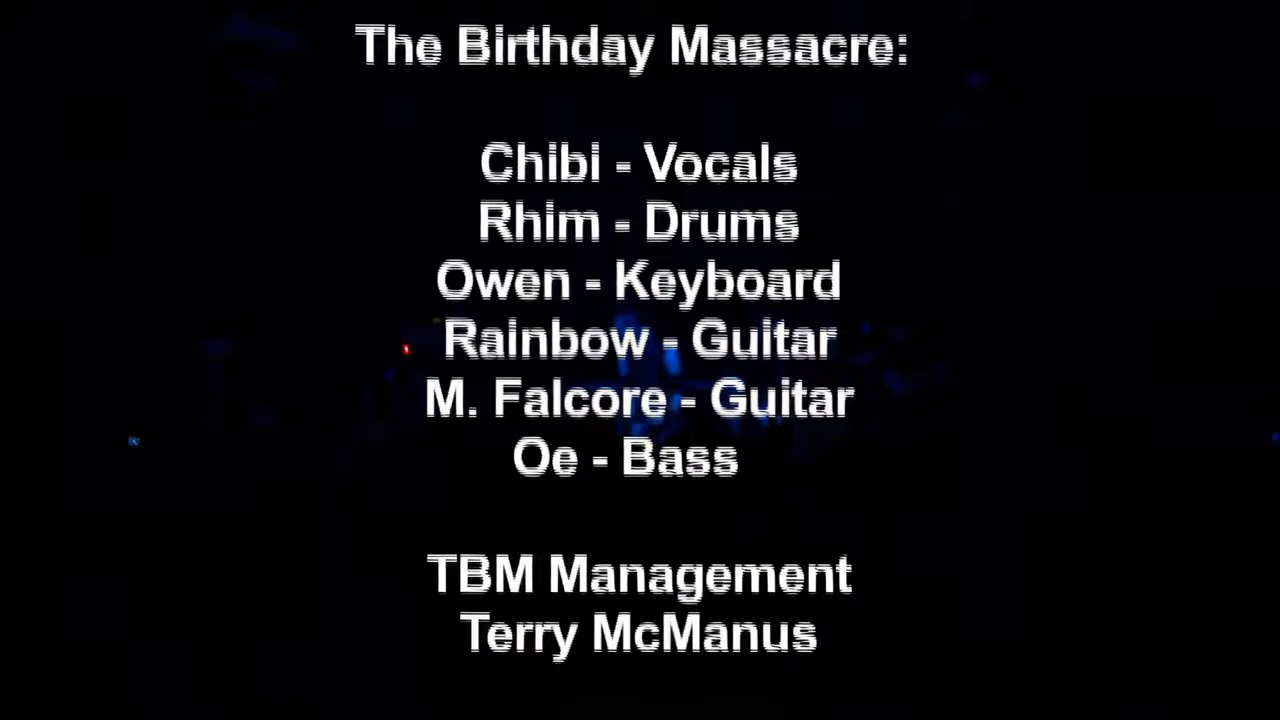 The Birthday Massacre:
Chibi - Vocals
Rhim - Drums
Owen - Keyboard
Rainbow - Guitar
M. Falcore - Guitar
Oe - Bass
TBM Management
Terry McManus